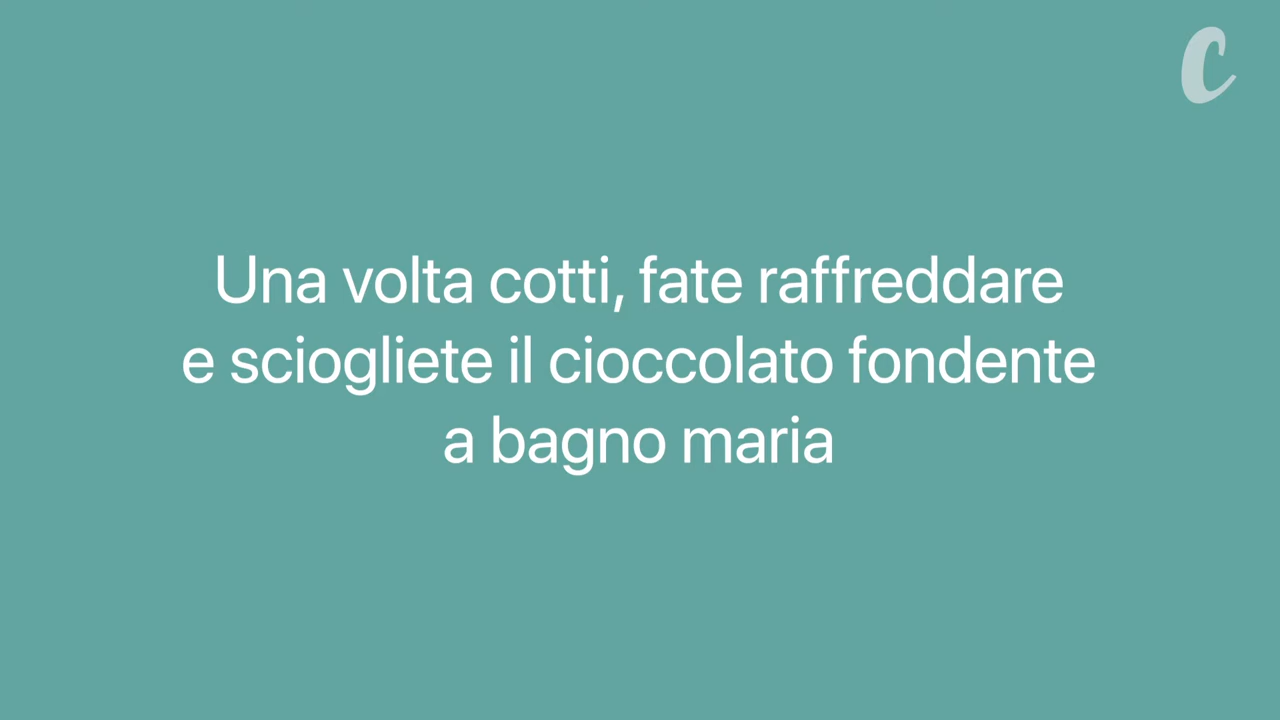 C
Una volta cotti, fate raffreddare
e sciogliete il cioccolato fondente
a bagno maria